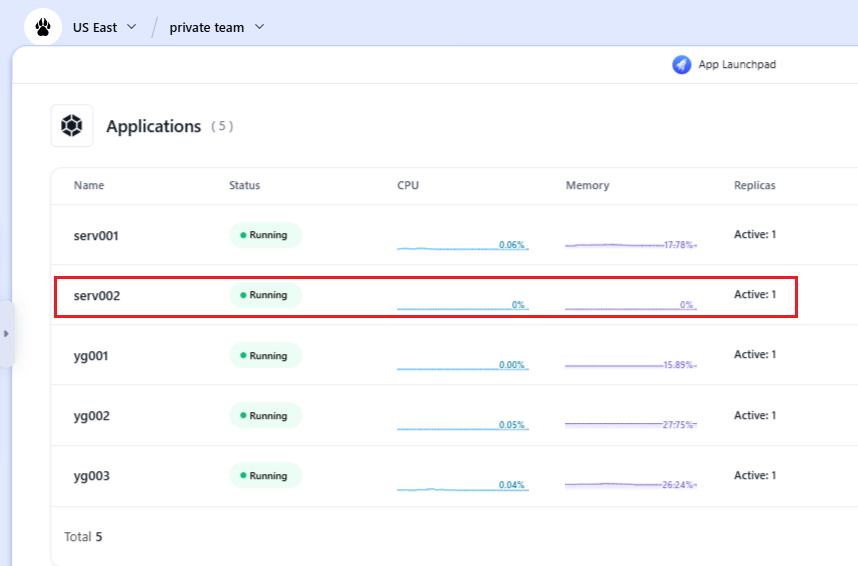 US East / private team
App Launchpad
Applications ( 5 )
Name Status CPU Memory Replicas
serv001 Running 0.06% 17.78% Active: 1
serv002 Running 0% 0% Active: 1
yg001 Running 0.00% 15.89% Active: 1
yg002 Running 0.05% 27.75% Active: 1
yg003 Running 0.04% 26.24% Active: 1
Total 5